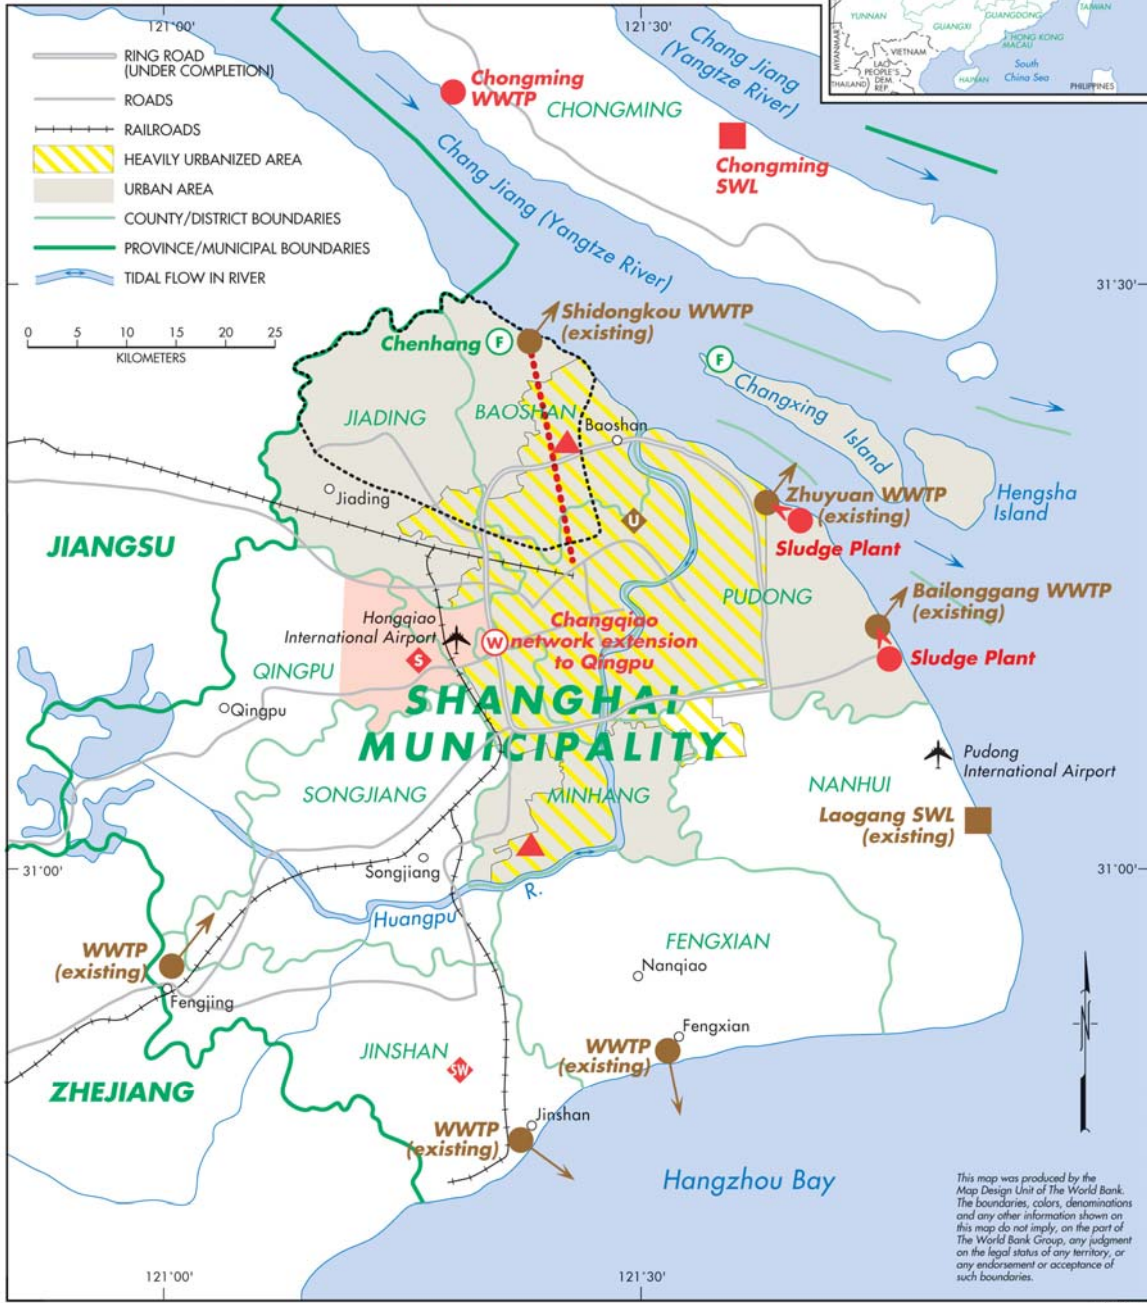 121°00'
121°30'
RING ROAD
(UNDER COMPLETION)
ROADS
RAILROADS
HEAVILY URBANIZED AREA
URBAN AREA
COUNTY/DISTRICT BOUNDARIES
PROVINCE/MUNICIPAL BOUNDARIES
TIDAL FLOW IN RIVER
0 5 10 15 20 25
KILOMETERS
YUNNAN
GUANGXI
GUANGDONG
TAIWAN
HONG KONG
MACAU
MYANMAR
VIETNAM
LAO
PEOPLE'S
DEM.
REP.
THAILAND
HAINAN
South
China Sea
PHILIPPINES
Chongming
WWTP
CHONGMING
Chang Jiang
(Yangtze River)
Chongming
SWL
Chang Jiang (Yangtze River)
31°30'
31°30'
Shidongkou WWTP
(existing)
Chenhang F
F
Changxing
Island
JIADING
BAOSHAN
Baoshan
Jiading
Hengsha
Island
Zhuyuan WWTP
(existing)
U
Sludge Plant
JIANGSU
PUDONG
Bailonggang WWTP
(existing)
Sludge Plant
Hongqiao
International Airport
W
Changqiao
network extension
to Qingpu
S
QINGPU
Qingpu
SHANGHAI
MUNICIPALITY
Pudong
International Airport
SONGJIANG
MINHANG
NANHUI
Laogang SWL
(existing)
31°00'
31°00'
Songjiang
Huangpu
R.
WWTP
(existing)
Fengjing
FENGXIAN
Nanqiao
Fengxian
WWTP
(existing)
N
JINSHAN
SW
ZHEJIANG
Jinshan
WWTP
(existing)
Hangzhou Bay
This map was produced by the
Map Design Unit of The World Bank.
The boundaries, colors, denominations
and any other information shown on
this map do not imply, on the part of
The World Bank Group, any judgment
on the legal status of any territory, or
any endorsement or acceptance of
such boundaries.
121°00'
121°30'